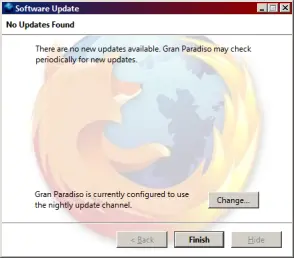 Software Update
No Updates Found
There are no new updates available. Gran Paradiso may check
periodically for new updates.
Gran Paradiso is currently configured to use
the nightly update channel.
Change...
< Back
Finish
Hide